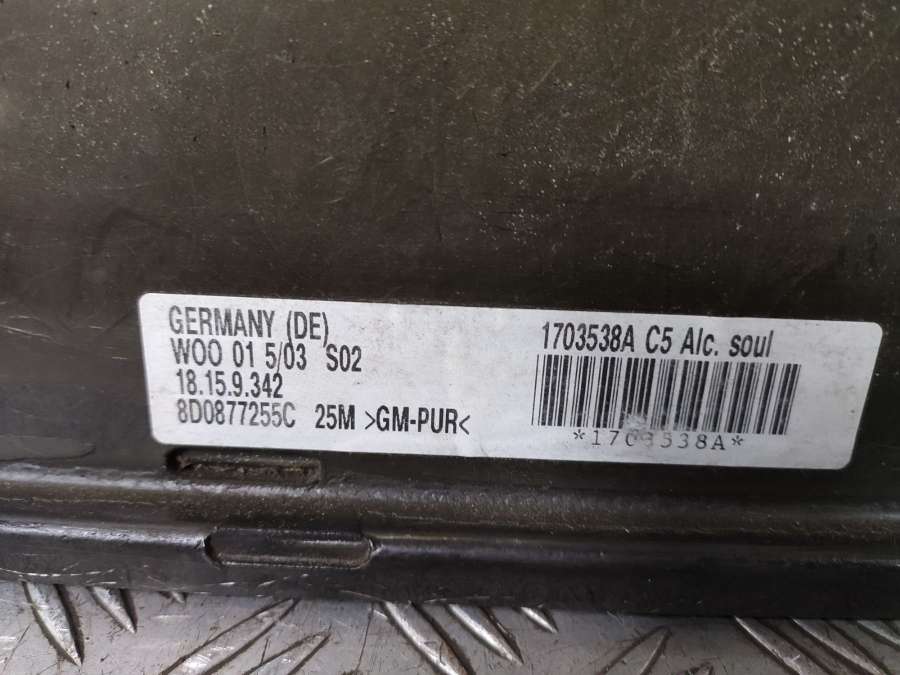 GERMANY (DE)
WOO 01 5/03 S02
18.15.9.342
8D0877255C 25M >GM-PUR<
1703538A C5 Alc. soul
*1703538A*